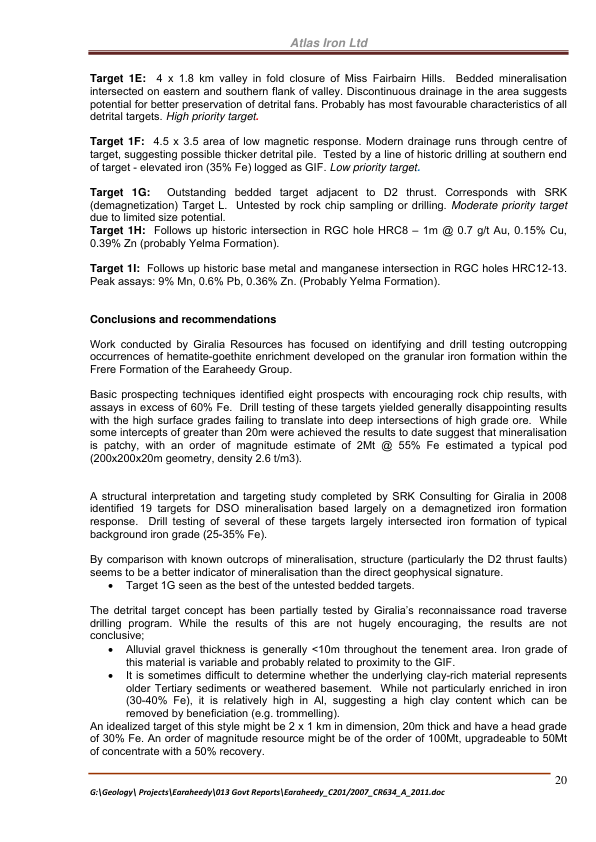 Atlas Iron Ltd
Target 1E: 4 x 1.8 km valley in fold closure of Miss Fairbairn Hills. Bedded mineralisation
intersected on eastern and southern flank of valley. Discontinuous drainage in the area suggests
potential for better preservation of detrital fans. Probably has most favourable characteristics of all
detrital targets. High priority target.
Target 1F: 4.5 x 3.5 area of low magnetic response. Modern drainage runs through centre of
target, suggesting possible thicker detrital pile. Tested by a line of historic drilling at southern end
of target - elevated iron (35% Fe) logged as GIF. Low priority target.
Target 1G: Outstanding bedded target adjacent to D2 thrust. Corresponds with SRK
(demagnetization) Target L. Untested by rock chip sampling or drilling. Moderate priority target
due to limited size potential.
Target 1H: Follows up historic intersection in RGC hole HRC8 – 1m @ 0.7 g/t Au, 0.15% Cu,
0.39% Zn (probably Yelma Formation).
Target 1I: Follows up historic base metal and manganese intersection in RGC holes HRC12-13.
Peak assays: 9% Mn, 0.6% Pb, 0.36% Zn. (Probably Yelma Formation).
Conclusions and recommendations
Work conducted by Giralia Resources has focused on identifying and drill testing outcropping
occurrences of hematite-goethite enrichment developed on the granular iron formation within the
Frere Formation of the Earaheedy Group.
Basic prospecting techniques identified eight prospects with encouraging rock chip results, with
assays in excess of 60% Fe. Drill testing of these targets yielded generally disappointing results
with the high surface grades failing to translate into deep intersections of high grade ore. While
some intercepts of greater than 20m were achieved the results to date suggest that mineralisation
is patchy, with an order of magnitude estimate of 2Mt @ 55% Fe estimated a typical pod
(200x200x20m geometry, density 2.6 t/m3).
A structural interpretation and targeting study completed by SRK Consulting for Giralia in 2008
identified 19 targets for DSO mineralisation based largely on a demagnetized iron formation
response. Drill testing of several of these targets largely intersected iron formation of typical
background iron grade (25-35% Fe).
By comparison with known outcrops of mineralisation, structure (particularly the D2 thrust faults)
seems to be a better indicator of mineralisation than the direct geophysical signature.
• Target 1G seen as the best of the untested bedded targets.
The detrital target concept has been partially tested by Giralia's reconnaissance road traverse
drilling program. While the results of this are not hugely encouraging, the results are not
conclusive;
• Alluvial gravel thickness is generally <10m throughout the tenement area. Iron grade of
this material is variable and probably related to proximity to the GIF.
• It is sometimes difficult to determine whether the underlying clay-rich material represents
older Tertiary sediments or weathered basement. While not particularly enriched in iron
(30-40% Fe), it is relatively high in Al, suggesting a high clay content which can be
removed by beneficiation (e.g. trommelling).
An idealized target of this style might be 2 x 1 km in dimension, 20m thick and have a head grade
of 30% Fe. An order of magnitude resource might be of the order of 100Mt, upgradeable to 50Mt
of concentrate with a 50% recovery.
20
G:\Geology\ Projects\Earaheedy\013 Govt Reports\Earaheedy_C201/2007_CR634_A_2011.doc